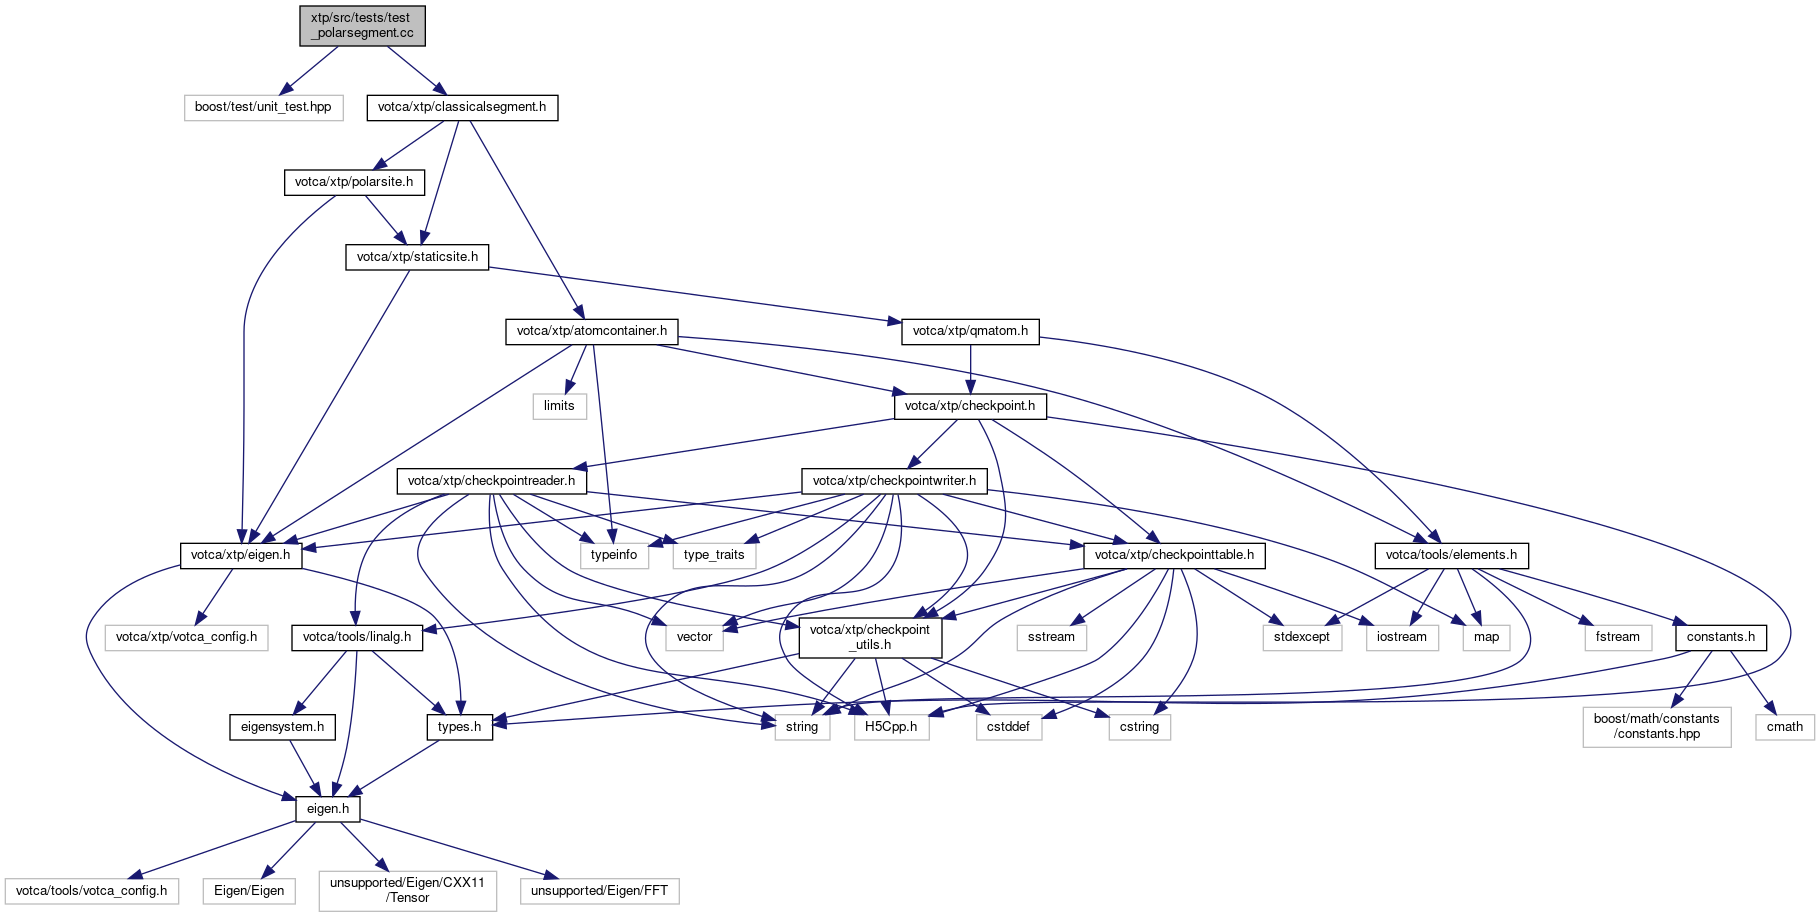 xtp/src/tests/test
_polarsegment.cc
boost/test/unit_test.hpp
votca/xtp/classicalsegment.h
votca/xtp/polarsite.h
votca/xtp/staticsite.h
votca/xtp/atomcontainer.h
votca/xtp/qmatom.h
limits
votca/xtp/checkpoint.h
votca/xtp/checkpointreader.h
votca/xtp/checkpointwriter.h
votca/xtp/eigen.h
typeinfo
type_traits
votca/xtp/checkpointtable.h
votca/tools/elements.h
votca/xtp/votca_config.h
votca/tools/linalg.h
vector
votca/xtp/checkpoint
_utils.h
sstream
stdexcept
iostream
map
fstream
constants.h
eigensystem.h
types.h
string
H5Cpp.h
cstddef
cstring
boost/math/constants
/constants.hpp
cmath
eigen.h
votca/tools/votca_config.h
Eigen/Eigen
unsupported/Eigen/CXX11
/Tensor
unsupported/Eigen/FFT